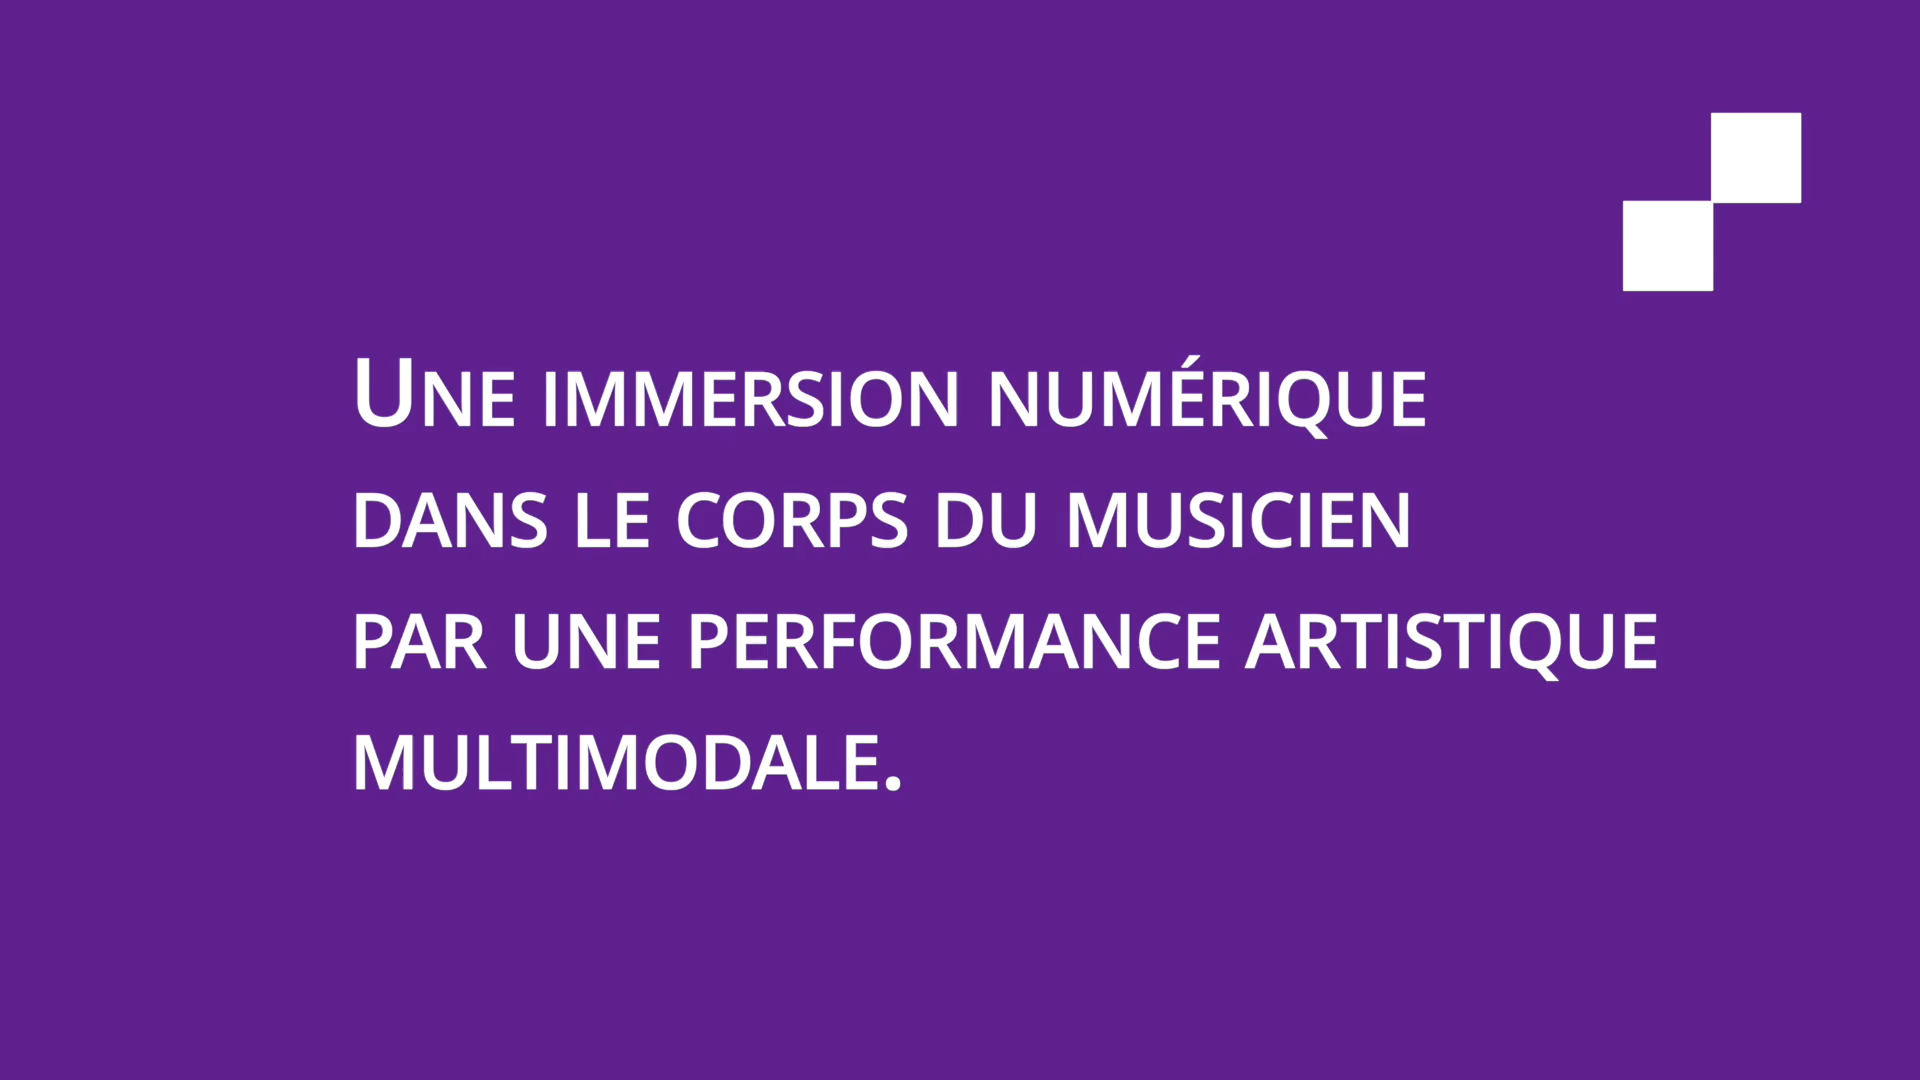 Une immersion numérique
dans le corps du musicien
par une performance artistique
multimodale.